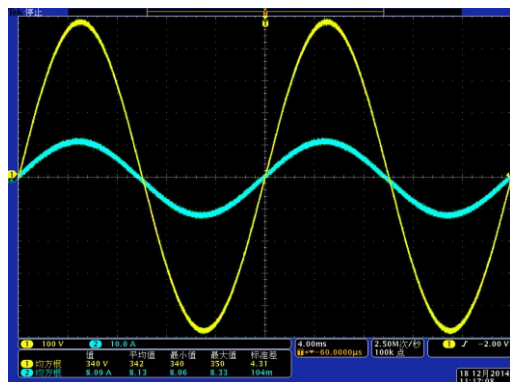 停止
1 100 V 2 10.0 A 4.00ms 2.50M次/秒 1 -2.00 V
-60.0000µs 100k 点
值 平均值 最小值 最大值 标准差
1 均方根 340 V 342 340 350 4.31
2 均方根 8.09 A 8.13 8.06 8.33 104m
18 12月 2014